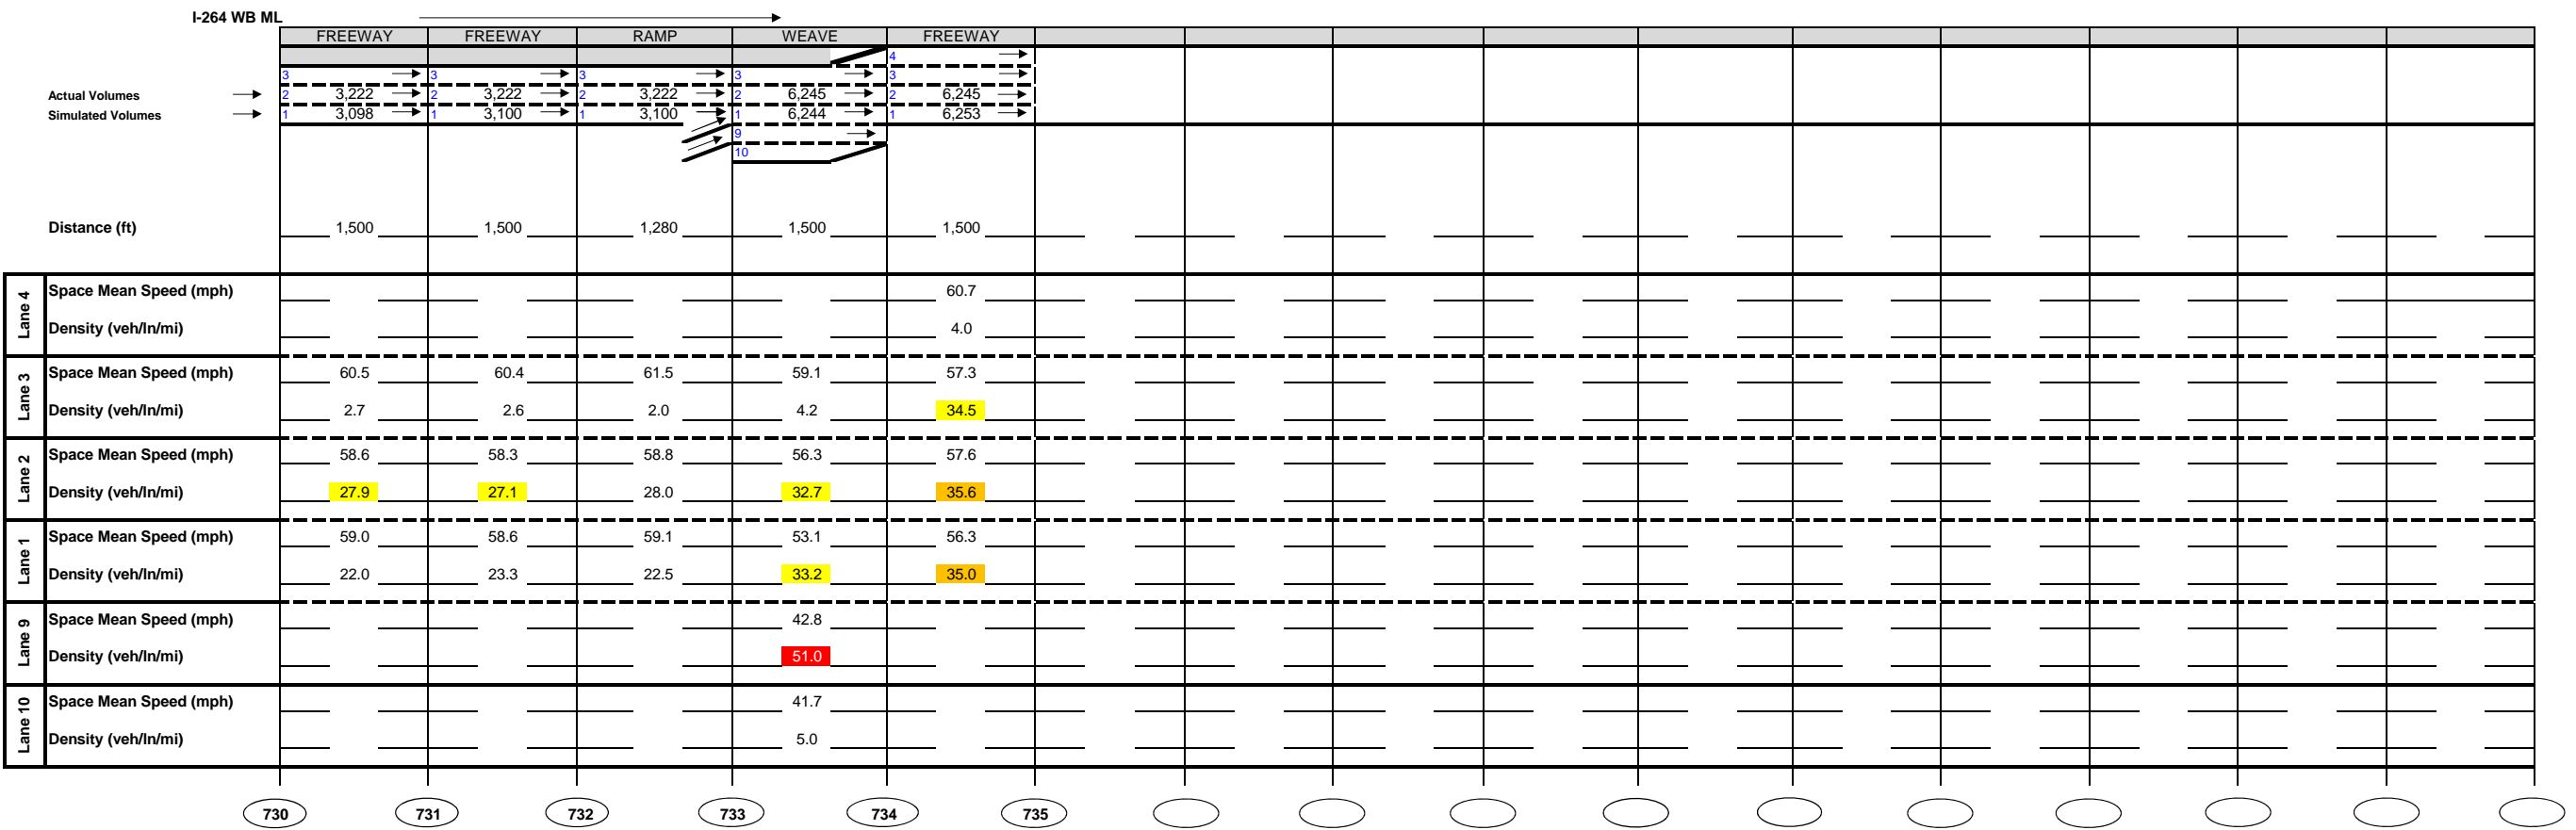 I-264 WB ML
FREEWAY FREEWAY RAMP WEAVE FREEWAY
4
3 3 3 3 3
Actual Volumes 2 3,222 2 3,222 2 3,222 2 6,245 2 6,245
Simulated Volumes 1 3,098 1 3,100 1 3,100 1 6,244 1 6,253
9
10
Distance (ft) 1,500 1,500 1,280 1,500 1,500
Lane 4
Space Mean Speed (mph) 60.7
Density (veh/ln/mi) 4.0
Lane 3
Space Mean Speed (mph) 60.5 60.4 61.5 59.1 57.3
Density (veh/ln/mi) 2.7 2.6 2.0 4.2 34.5
Lane 2
Space Mean Speed (mph) 58.6 58.3 58.8 56.3 57.6
Density (veh/ln/mi) 27.9 27.1 28.0 32.7 35.6
Lane 1
Space Mean Speed (mph) 59.0 58.6 59.1 53.1 56.3
Density (veh/ln/mi) 22.0 23.3 22.5 33.2 35.0
Lane 9
Space Mean Speed (mph) 42.8
Density (veh/ln/mi) 51.0
Lane 10
Space Mean Speed (mph) 41.7
Density (veh/ln/mi) 5.0
730 731 732 733 734 735